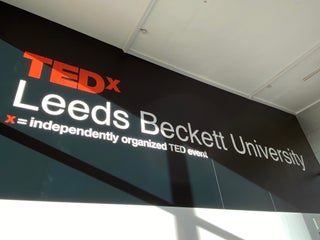 TEDx
Leeds Beckett University
x = independently organized TED event